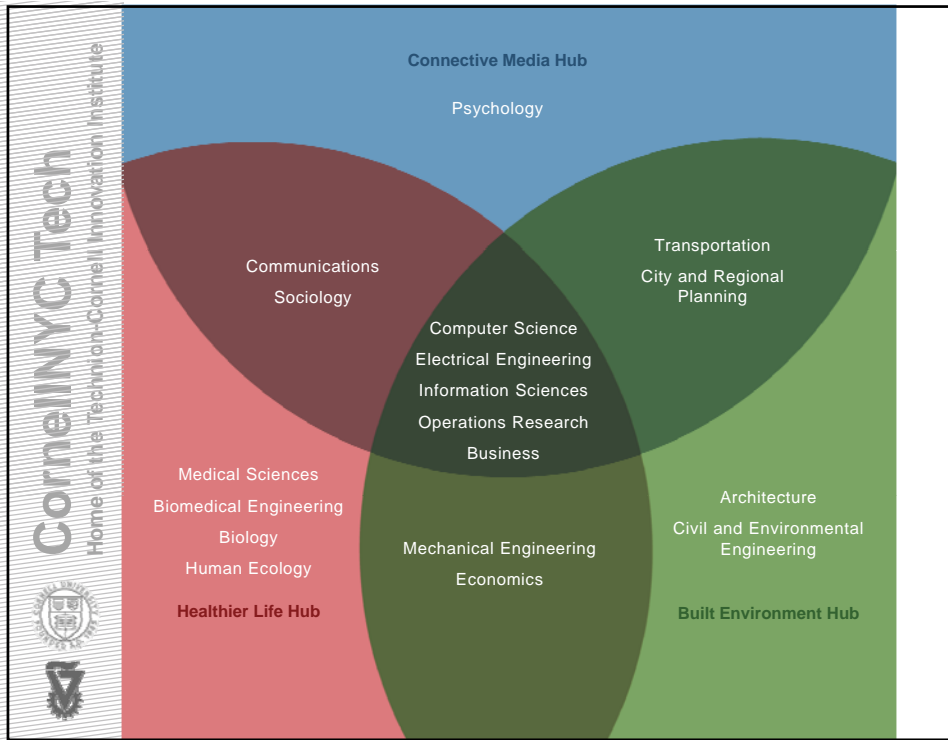 CornellNYC Tech
Home of the Technion-Cornell Innovation Institute
Connective Media Hub
Psychology
Communications
Sociology
Transportation
City and Regional
Planning
Computer Science
Electrical Engineering
Information Sciences
Operations Research
Business
Medical Sciences
Biomedical Engineering
Biology
Human Ecology
Healthier Life Hub
Mechanical Engineering
Economics
Architecture
Civil and Environmental
Engineering
Built Environment Hub